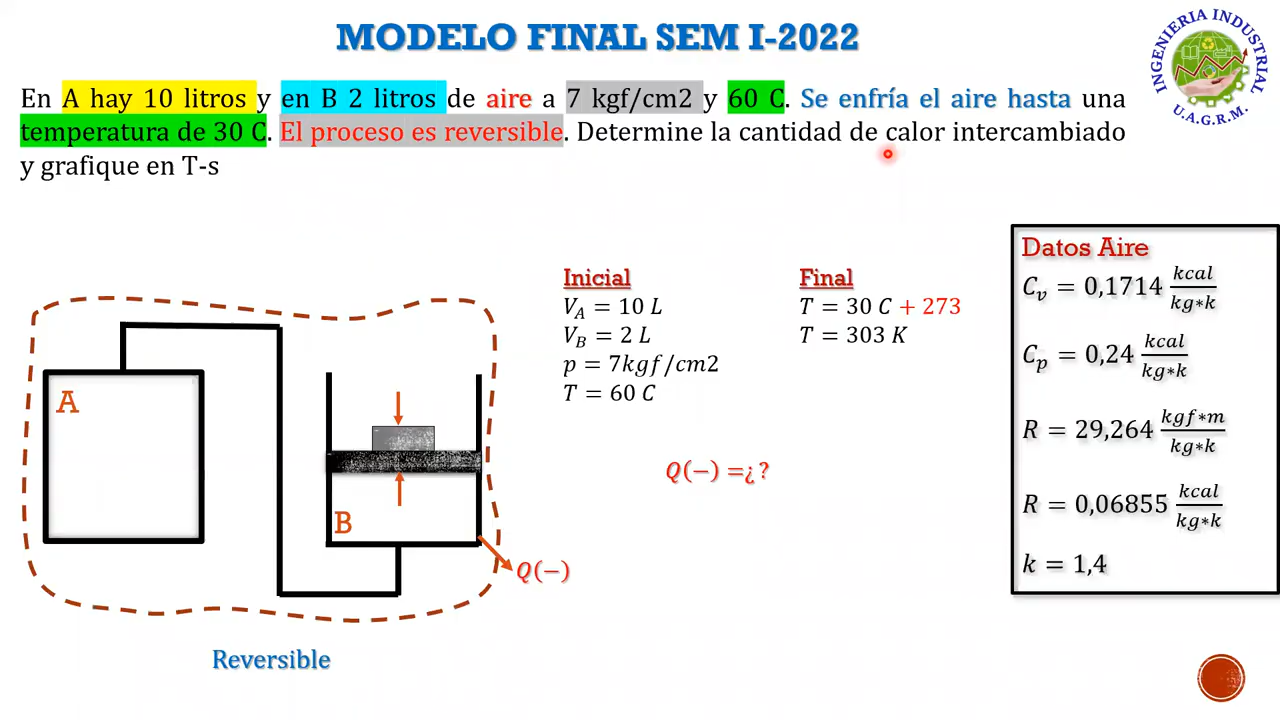 MODELO FINAL SEM I-2022
En A hay 10 litros y en B 2 litros de aire a 7 kgf/cm2 y 60 C. Se enfría el aire hasta una
temperatura de 30 C. El proceso es reversible. Determine la cantidad de calor intercambiado
y grafique en T-s
INGENIERIA INDUSTRIAL
U.A.G.R.M.
Inicial
V_A = 10 L
V_B = 2 L
p = 7kgf/cm2
T = 60 C
Final
T = 30 C + 273
T = 303 K
Q(−) =¿?
Datos Aire
C_v = 0,1714 kcal/kg∗k
C_p = 0,24 kcal/kg∗k
R = 29,264 kgf∗m/kg∗k
R = 0,06855 kcal/kg∗k
k = 1,4
A
B
Q(−)
Reversible